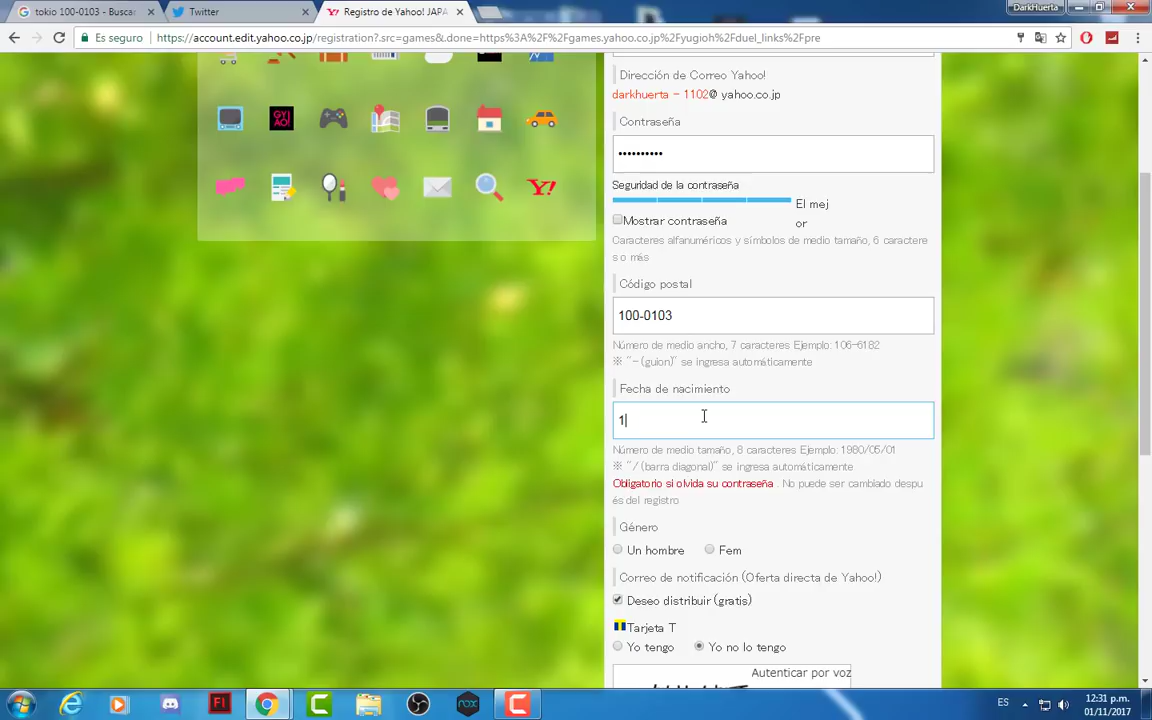 tokio 100-0103 - Busca
Twitter
Registro de Yahoo! JAPA
DarkHuerta
Es seguro
https://account.edit.yahoo.co.jp/registration?.src=games&.done=https%3A%2F%2Fgames.yahoo.co.jp%2Fyugioh%2Fduel_links%2Fpre
Dirección de Correo Yahoo!
darkhuerta - 1102@ yahoo.co.jp
Contraseña
••••••••••
Seguridad de la contraseña
El mej
or
Mostrar contraseña
Caracteres alfanuméricos y símbolos de medio tamaño, 6 caractere
s o más
Código postal
100-0103
Número de medio ancho, 7 caracteres Ejemplo: 106-6182
※ "-(guion)" se ingresa automáticamente
Fecha de nacimiento
1
Número de medio tamaño, 8 caracteres Ejemplo: 1980/05/01
※ "/(barra diagonal)" se ingresa automáticamente
Obligatorio si olvida su contraseña . No puede ser cambiado despu
és del registro
Género
Un hombre Fem
Correo de notificación (Oferta directa de Yahoo!)
Deseo distribuir (gratis)
Tarjeta T
Yo tengo Yo no lo tengo
Autenticar por voz
GYAO!
Y!
Fl
nox
ES
12:31 p.m.
01/11/2017